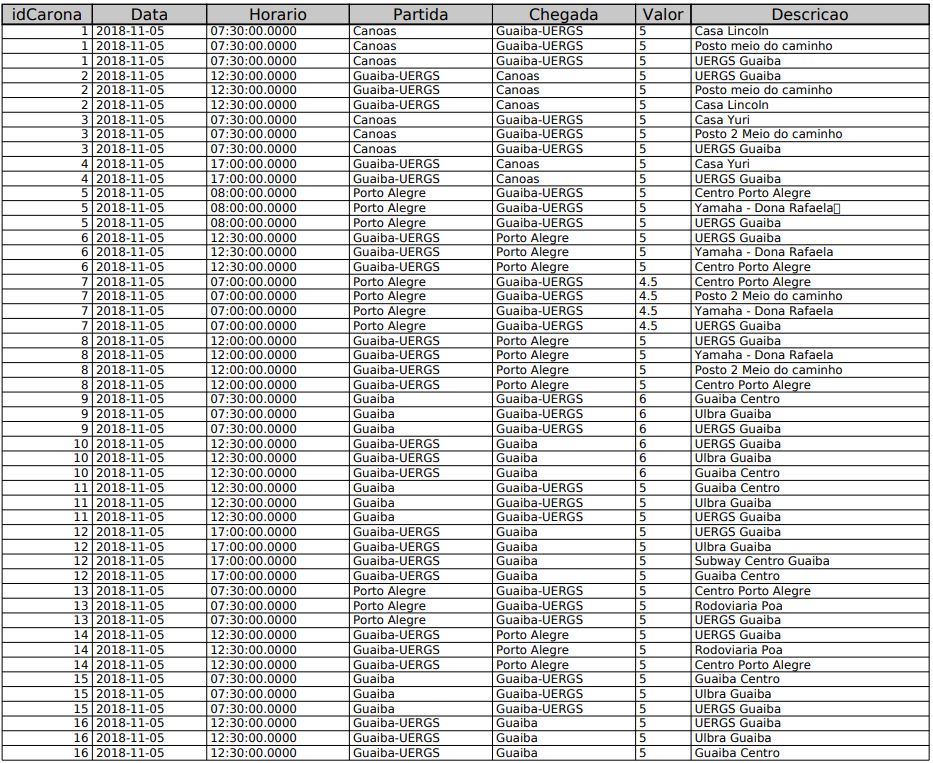 idCarona Data Horario Partida Chegada Valor Descricao
1 2018-11-05 07:30:00.0000 Canoas Guaiba-UERGS 5 Casa Lincoln
1 2018-11-05 07:30:00.0000 Canoas Guaiba-UERGS 5 Posto meio do caminho
1 2018-11-05 07:30:00.0000 Canoas Guaiba-UERGS 5 UERGS Guaiba
2 2018-11-05 12:30:00.0000 Guaiba-UERGS Canoas 5 UERGS Guaiba
2 2018-11-05 12:30:00.0000 Guaiba-UERGS Canoas 5 Posto meio do caminho
2 2018-11-05 12:30:00.0000 Guaiba-UERGS Canoas 5 Casa Lincoln
3 2018-11-05 07:30:00.0000 Canoas Guaiba-UERGS 5 Casa Yuri
3 2018-11-05 07:30:00.0000 Canoas Guaiba-UERGS 5 Posto 2 Meio do caminho
3 2018-11-05 07:30:00.0000 Canoas Guaiba-UERGS 5 UERGS Guaiba
4 2018-11-05 17:00:00.0000 Guaiba-UERGS Canoas 5 Casa Yuri
4 2018-11-05 17:00:00.0000 Guaiba-UERGS Canoas 5 UERGS Guaiba
5 2018-11-05 08:00:00.0000 Porto Alegre Guaiba-UERGS 5 Centro Porto Alegre
5 2018-11-05 08:00:00.0000 Porto Alegre Guaiba-UERGS 5 Yamaha - Dona Rafaela
5 2018-11-05 08:00:00.0000 Porto Alegre Guaiba-UERGS 5 UERGS Guaiba
6 2018-11-05 12:30:00.0000 Guaiba-UERGS Porto Alegre 5 UERGS Guaiba
6 2018-11-05 12:30:00.0000 Guaiba-UERGS Porto Alegre 5 Yamaha - Dona Rafaela
6 2018-11-05 12:30:00.0000 Guaiba-UERGS Porto Alegre 5 Centro Porto Alegre
7 2018-11-05 07:00:00.0000 Porto Alegre Guaiba-UERGS 4.5 Centro Porto Alegre
7 2018-11-05 07:00:00.0000 Porto Alegre Guaiba-UERGS 4.5 Posto 2 Meio do caminho
7 2018-11-05 07:00:00.0000 Porto Alegre Guaiba-UERGS 4.5 Yamaha - Dona Rafaela
7 2018-11-05 07:00:00.0000 Porto Alegre Guaiba-UERGS 4.5 UERGS Guaiba
8 2018-11-05 12:00:00.0000 Guaiba-UERGS Porto Alegre 5 UERGS Guaiba
8 2018-11-05 12:00:00.0000 Guaiba-UERGS Porto Alegre 5 Yamaha - Dona Rafaela
8 2018-11-05 12:00:00.0000 Guaiba-UERGS Porto Alegre 5 Posto 2 Meio do caminho
8 2018-11-05 12:00:00.0000 Guaiba-UERGS Porto Alegre 5 Centro Porto Alegre
9 2018-11-05 07:30:00.0000 Guaiba Guaiba-UERGS 6 Guaiba Centro
9 2018-11-05 07:30:00.0000 Guaiba Guaiba-UERGS 6 Ulbra Guaiba
9 2018-11-05 07:30:00.0000 Guaiba Guaiba-UERGS 6 UERGS Guaiba
10 2018-11-05 12:30:00.0000 Guaiba-UERGS Guaiba 6 UERGS Guaiba
10 2018-11-05 12:30:00.0000 Guaiba-UERGS Guaiba 6 Ulbra Guaiba
10 2018-11-05 12:30:00.0000 Guaiba-UERGS Guaiba 6 Guaiba Centro
11 2018-11-05 12:30:00.0000 Guaiba Guaiba-UERGS 5 Guaiba Centro
11 2018-11-05 12:30:00.0000 Guaiba Guaiba-UERGS 5 Ulbra Guaiba
11 2018-11-05 12:30:00.0000 Guaiba Guaiba-UERGS 5 UERGS Guaiba
12 2018-11-05 17:00:00.0000 Guaiba-UERGS Guaiba 5 UERGS Guaiba
12 2018-11-05 17:00:00.0000 Guaiba-UERGS Guaiba 5 Ulbra Guaiba
12 2018-11-05 17:00:00.0000 Guaiba-UERGS Guaiba 5 Subway Centro Guaiba
12 2018-11-05 17:00:00.0000 Guaiba-UERGS Guaiba 5 Guaiba Centro
13 2018-11-05 07:30:00.0000 Porto Alegre Guaiba-UERGS 5 Centro Porto Alegre
13 2018-11-05 07:30:00.0000 Porto Alegre Guaiba-UERGS 5 Rodoviaria Poa
13 2018-11-05 07:30:00.0000 Porto Alegre Guaiba-UERGS 5 UERGS Guaiba
14 2018-11-05 12:30:00.0000 Guaiba-UERGS Porto Alegre 5 UERGS Guaiba
14 2018-11-05 12:30:00.0000 Guaiba-UERGS Porto Alegre 5 Rodoviaria Poa
14 2018-11-05 12:30:00.0000 Guaiba-UERGS Porto Alegre 5 Centro Porto Alegre
15 2018-11-05 07:30:00.0000 Guaiba Guaiba-UERGS 5 Guaiba Centro
15 2018-11-05 07:30:00.0000 Guaiba Guaiba-UERGS 5 Ulbra Guaiba
15 2018-11-05 07:30:00.0000 Guaiba Guaiba-UERGS 5 UERGS Guaiba
16 2018-11-05 12:30:00.0000 Guaiba-UERGS Guaiba 5 UERGS Guaiba
16 2018-11-05 12:30:00.0000 Guaiba-UERGS Guaiba 5 Ulbra Guaiba
16 2018-11-05 12:30:00.0000 Guaiba-UERGS Guaiba 5 Guaiba Centro